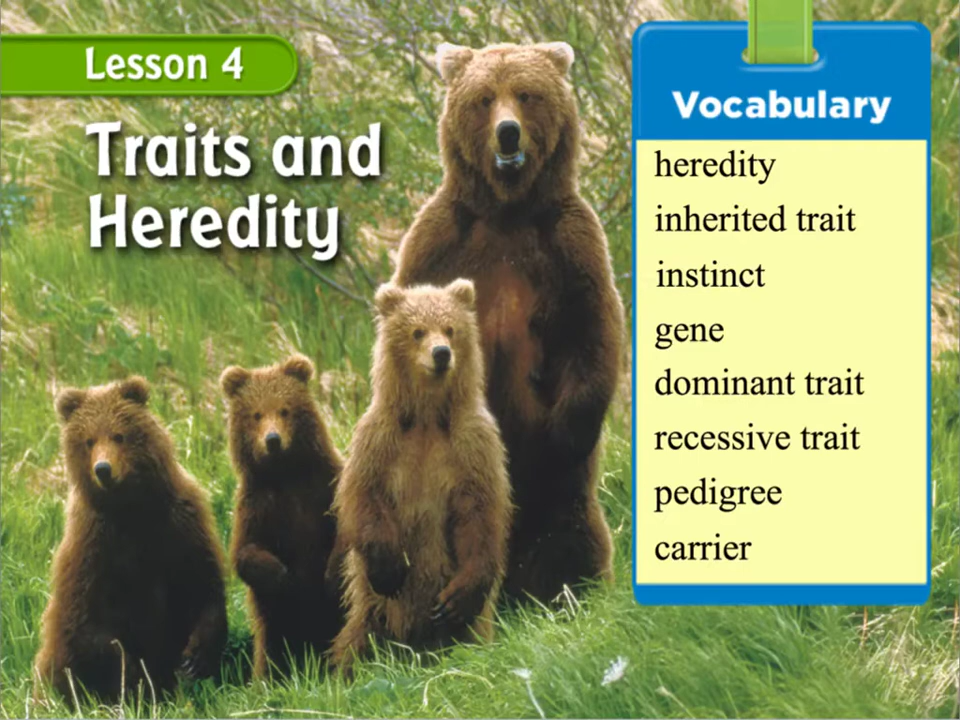 Lesson 4
Traits and
Heredity
Vocabulary
heredity
inherited trait
instinct
gene
dominant trait
recessive trait
pedigree
carrier